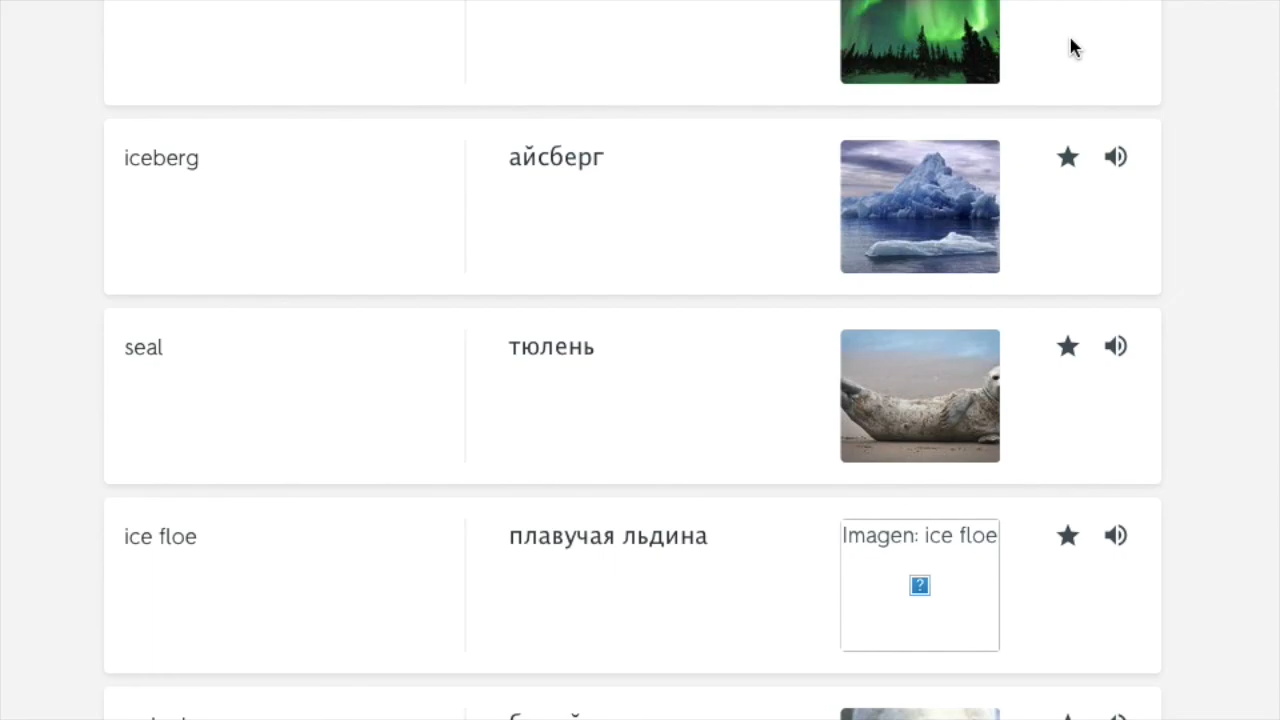 iceberg
айсберг
seal
тюлень
ice floe
плавучая льдина
Imagen: ice floe